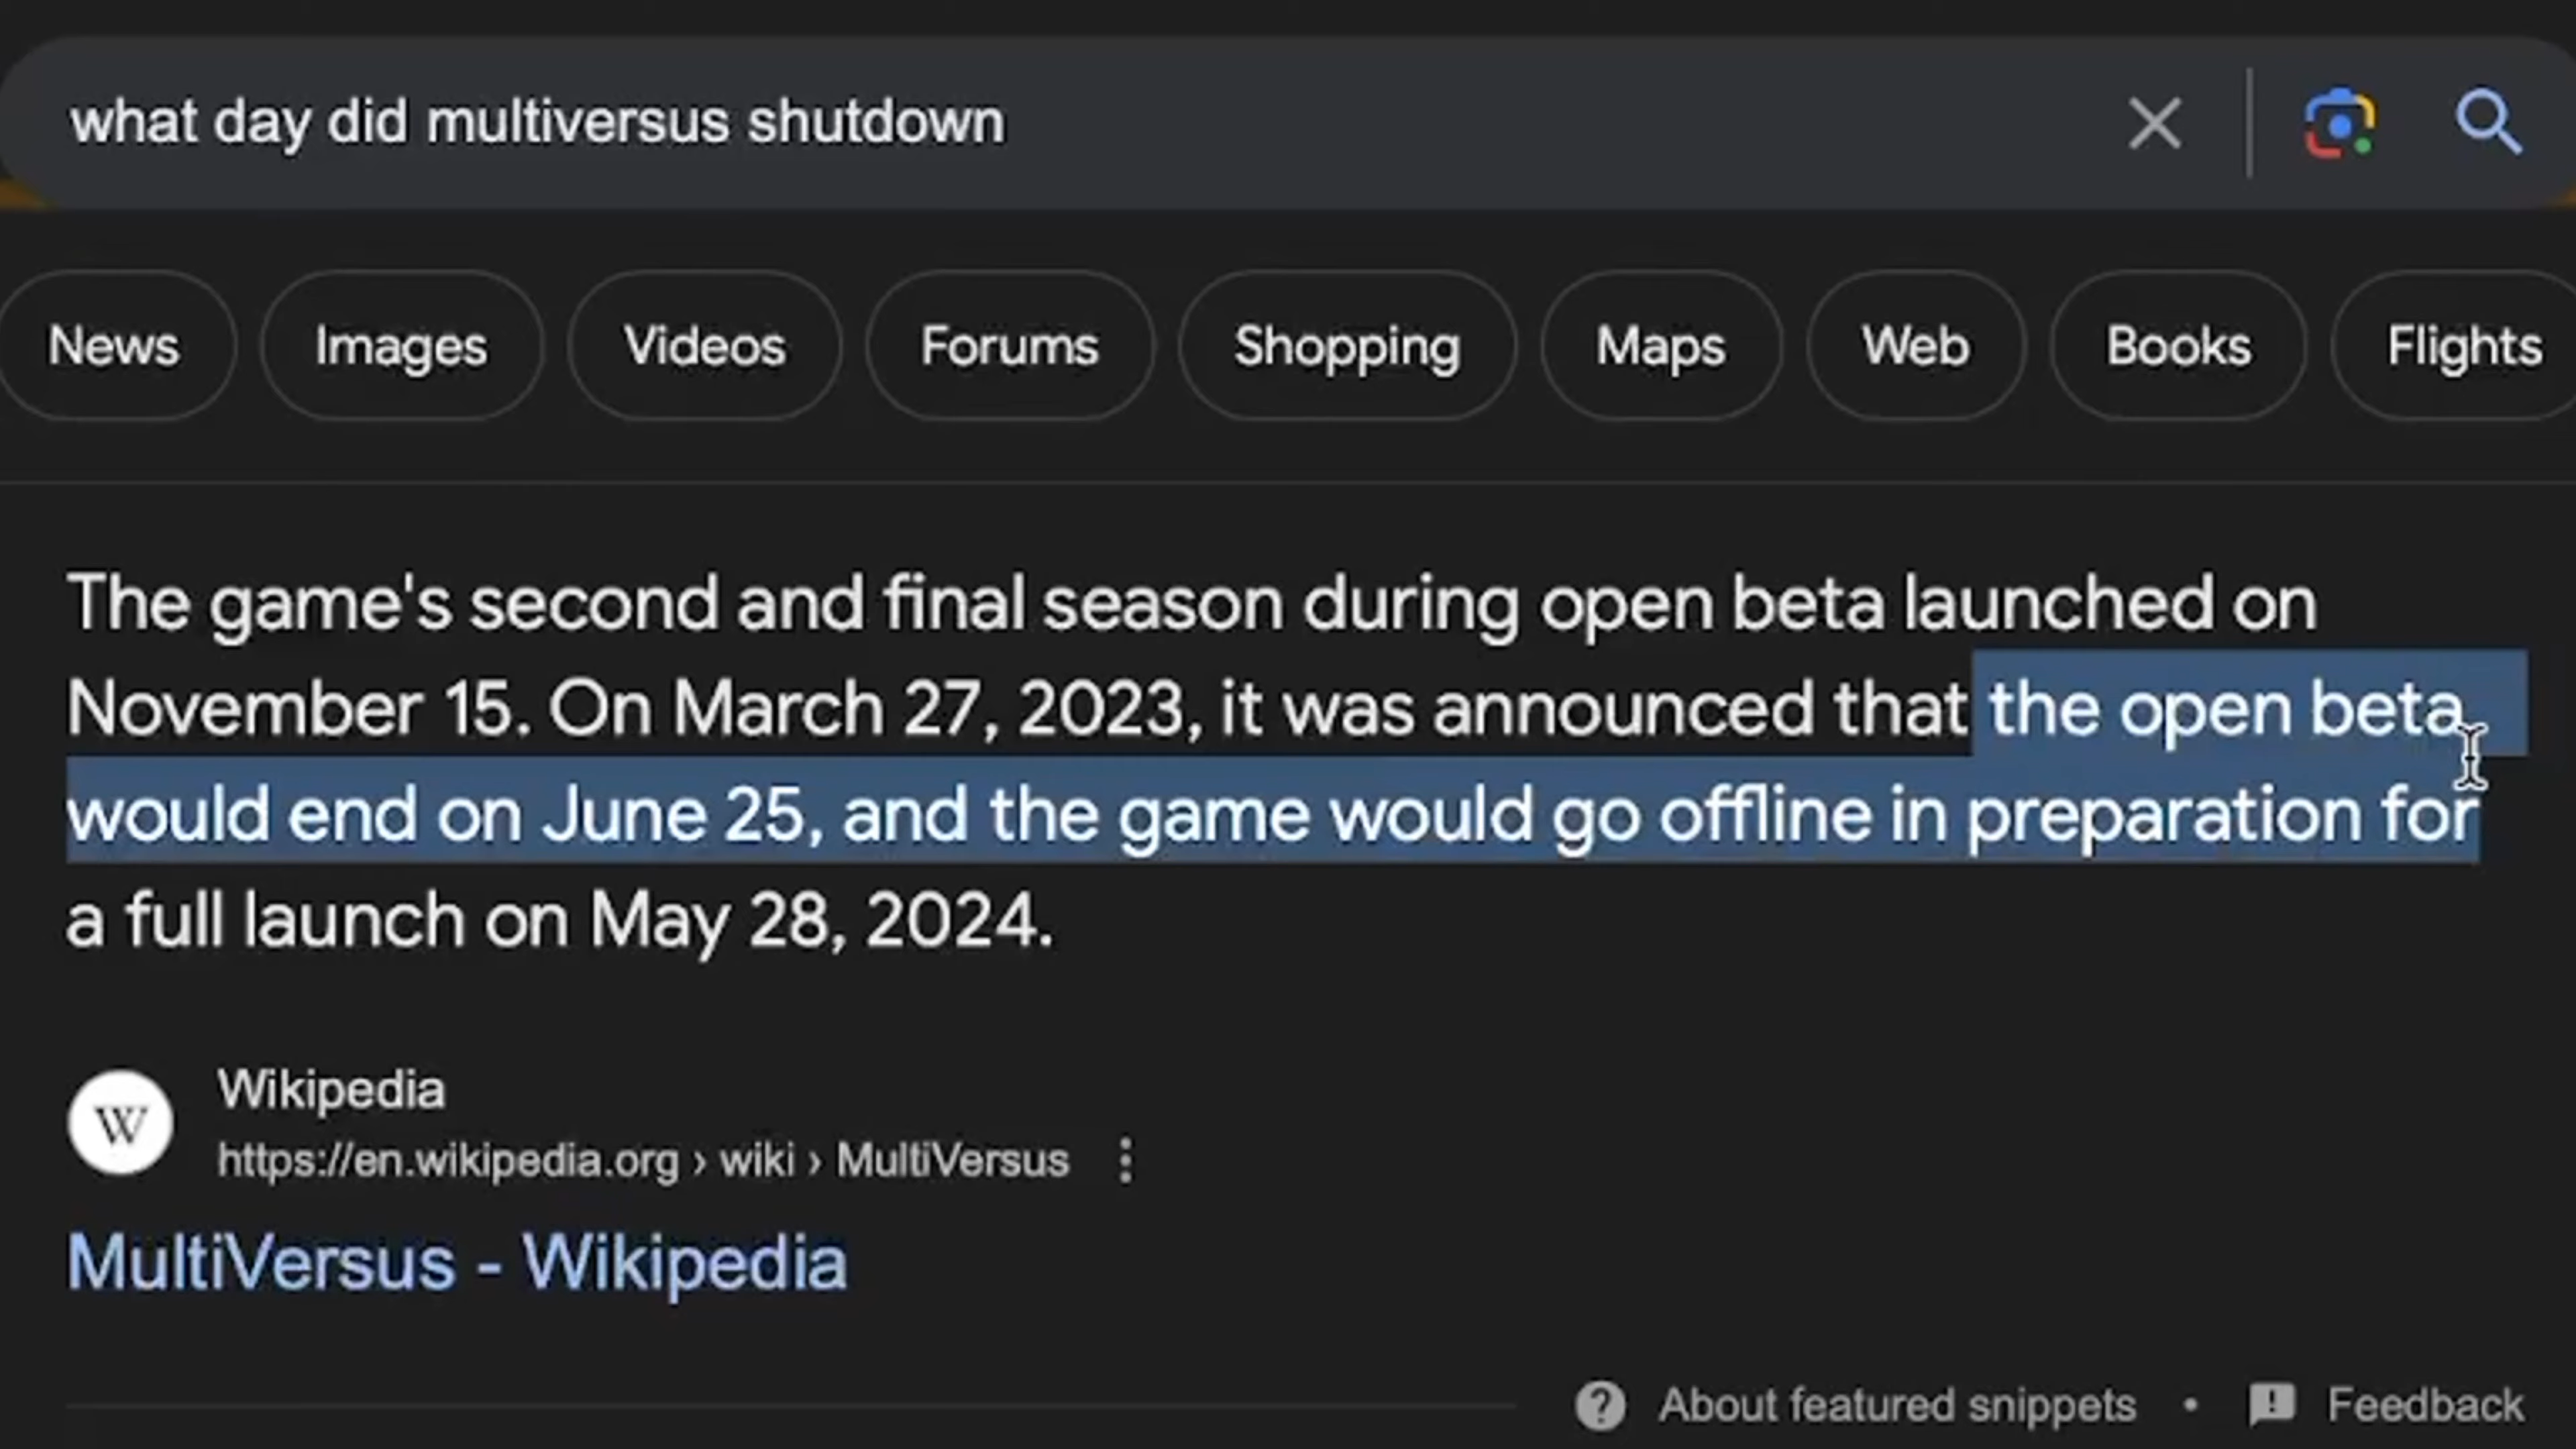 what day did multiversus shutdown
News Images Videos Forums Shopping Maps Web Books Flights
The game's second and final season during open beta launched on
November 15. On March 27, 2023, it was announced that the open beta
would end on June 25, and the game would go offline in preparation for
a full launch on May 28, 2024.
W
Wikipedia
https://en.wikipedia.org › wiki › MultiVersus
MultiVersus - Wikipedia
About featured snippets • Feedback